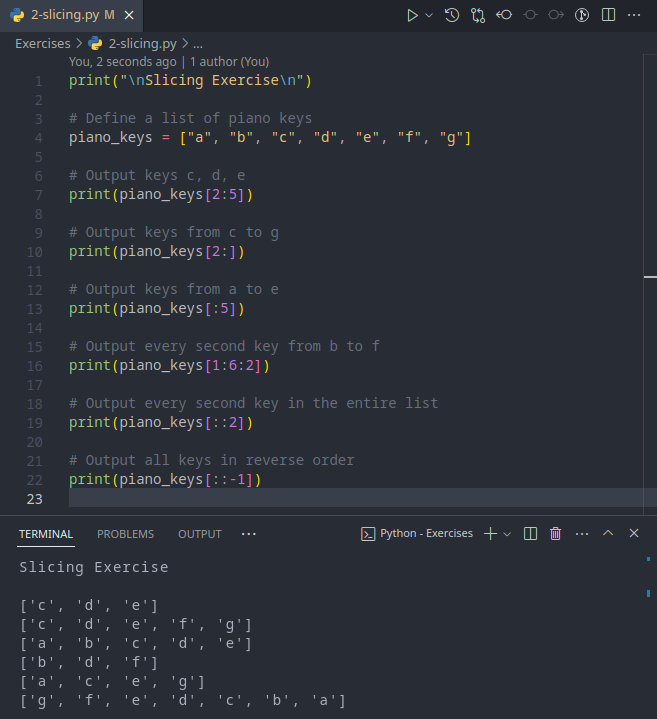 2-slicing.py M
Exercises > 2-slicing.py > ...
You, 2 seconds ago | 1 author (You)
1 print("\nSlicing Exercise\n")
2
3 # Define a list of piano keys
4 piano_keys = ["a", "b", "c", "d", "e", "f", "g"]
5
6 # Output keys c, d, e
7 print(piano_keys[2:5])
8
9 # Output keys from c to g
10 print(piano_keys[2:])
11
12 # Output keys from a to e
13 print(piano_keys[:5])
14
15 # Output every second key from b to f
16 print(piano_keys[1:6:2])
17
18 # Output every second key in the entire list
19 print(piano_keys[::2])
20
21 # Output all keys in reverse order
22 print(piano_keys[::-1])
23
TERMINAL PROBLEMS OUTPUT ... Python - Exercises
Slicing Exercise
['c', 'd', 'e']
['c', 'd', 'e', 'f', 'g']
['a', 'b', 'c', 'd', 'e']
['b', 'd', 'f']
['a', 'c', 'e', 'g']
['g', 'f', 'e', 'd', 'c', 'b', 'a']